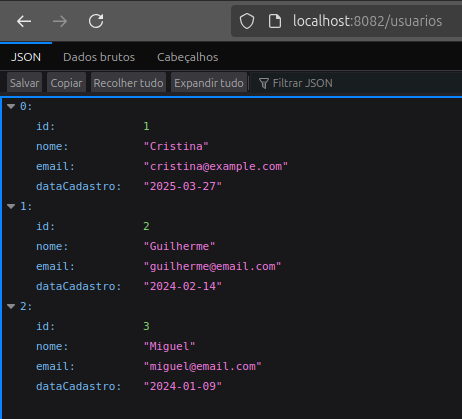 localhost:8082/usuarios
JSON Dados brutos Cabeçalhos
Salvar Copiar Recolher tudo Expandir tudo Filtrar JSON
0:
id: 1
nome: "Cristina"
email: "cristina@example.com"
dataCadastro: "2025-03-27"
1:
id: 2
nome: "Guilherme"
email: "guilherme@email.com"
dataCadastro: "2024-02-14"
2:
id: 3
nome: "Miguel"
email: "miguel@email.com"
dataCadastro: "2024-01-09"